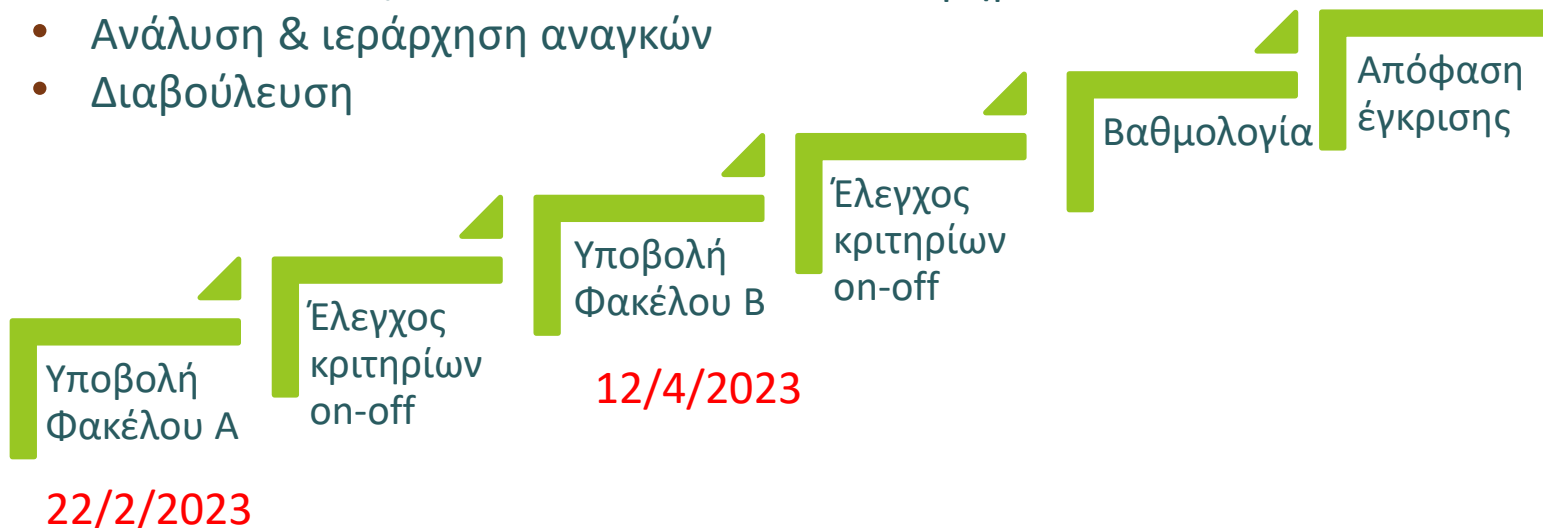 • Ανάλυση & ιεράρχηση αναγκών
• Διαβούλευση
Υποβολή
Φακέλου Α
22/2/2023
Έλεγχος
κριτηρίων
on-off
Υποβολή
Φακέλου Β
12/4/2023
Έλεγχος
κριτηρίων
on-off
Βαθμολογία
Απόφαση
έγκρισης